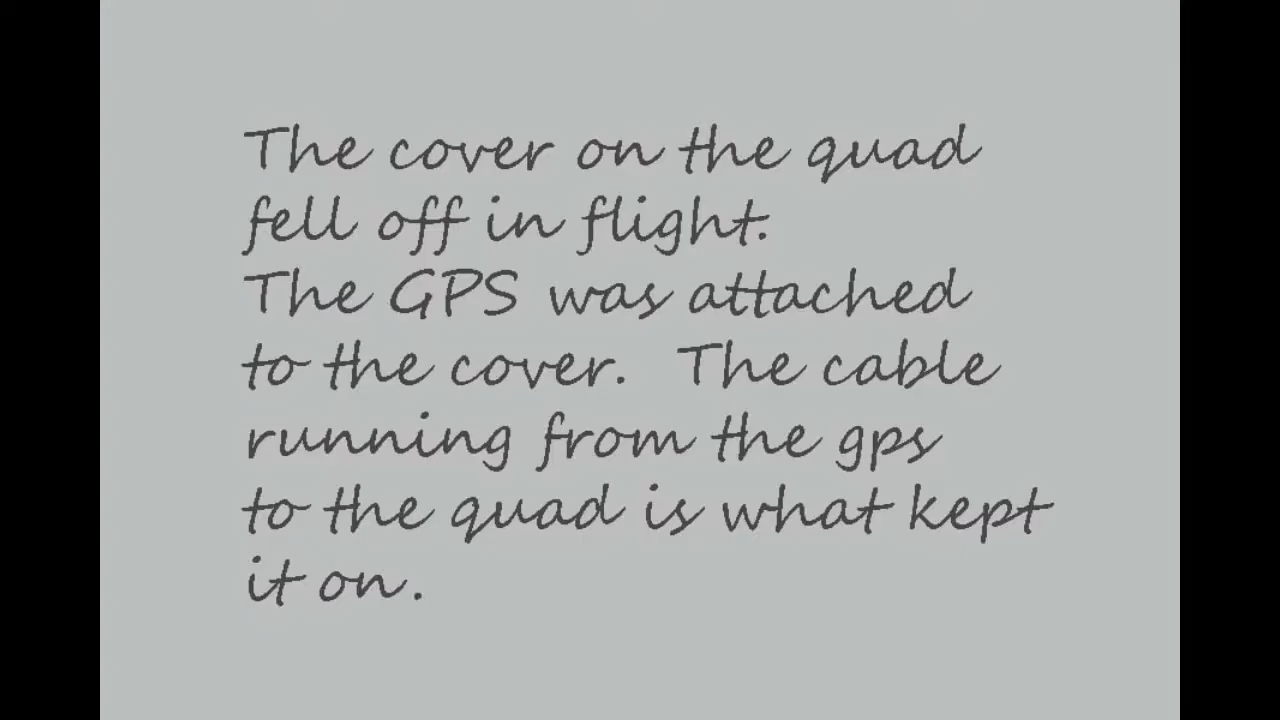 The cover on the quad
fell off in flight.
The GPS was attached
to the cover.  The cable
running from the gps
to the quad is what kept
it on.